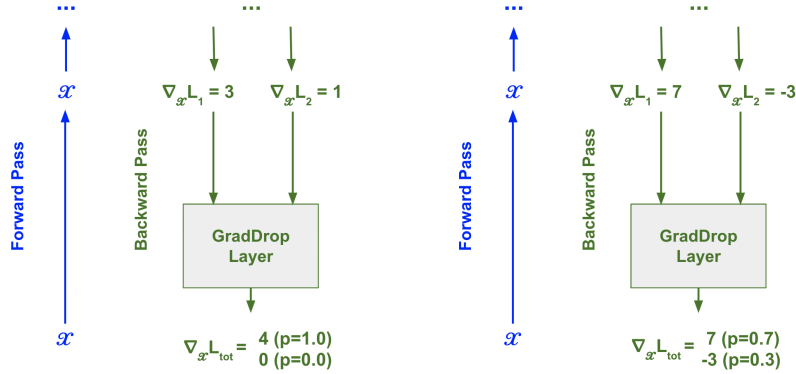 ... ... ... ...
∇𝓍L₁ = 3 ∇𝓍L₂ = 1
𝓍
Forward Pass
Backward Pass
GradDrop
Layer
𝓍
∇𝓍Lₜₒₜ = 4 (p=1.0)
0 (p=0.0)
𝓍
∇𝓍L₁ = 7 ∇𝓍L₂ = -3
Forward Pass
Backward Pass
GradDrop
Layer
𝓍
∇𝓍Lₜₒₜ = 7 (p=0.7)
-3 (p=0.3)